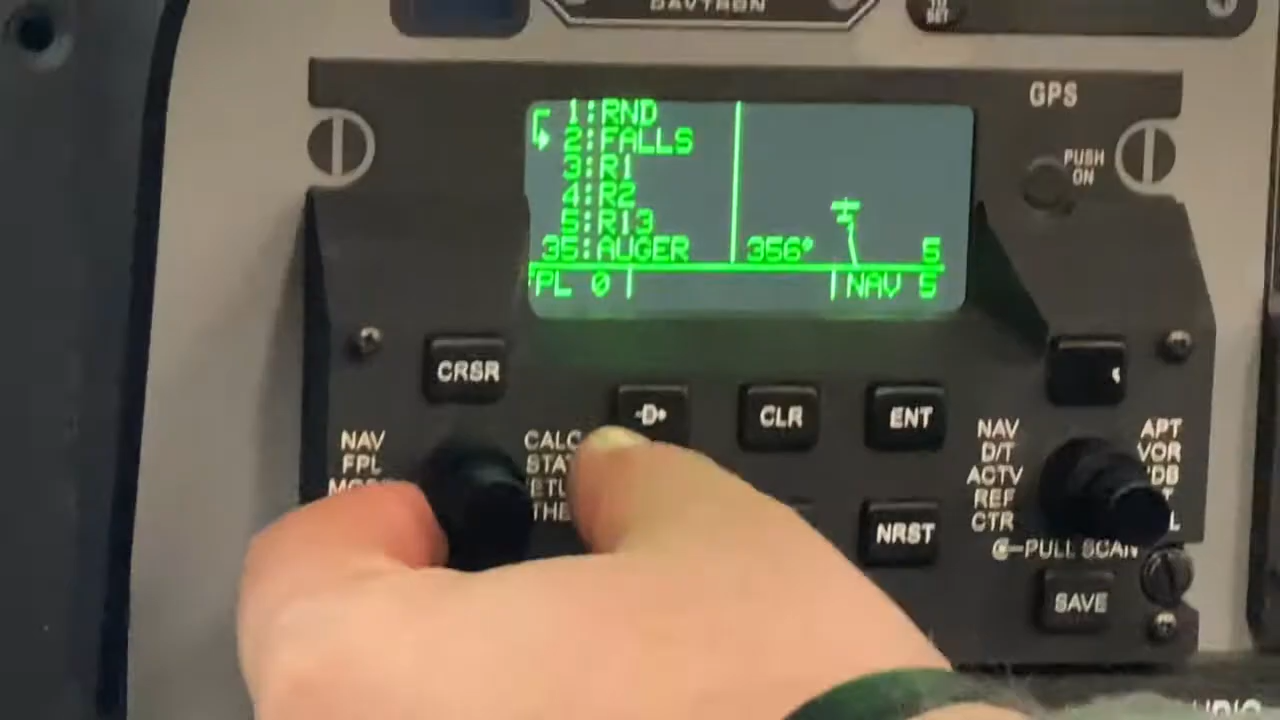 DAVTRON
GPS
PUSH
ON
1:RND
2:FALLS
3:R1
4:R2
5:R13
35:AUGER
356°
5
FPL 0
NAV 5
CRSR
-D→
CLR
ENT
NRST
SAVE
NAV
FPL
CALC
NAV
D/T
ACTV
REF
CTR
APT
VOR
PULL SCAN